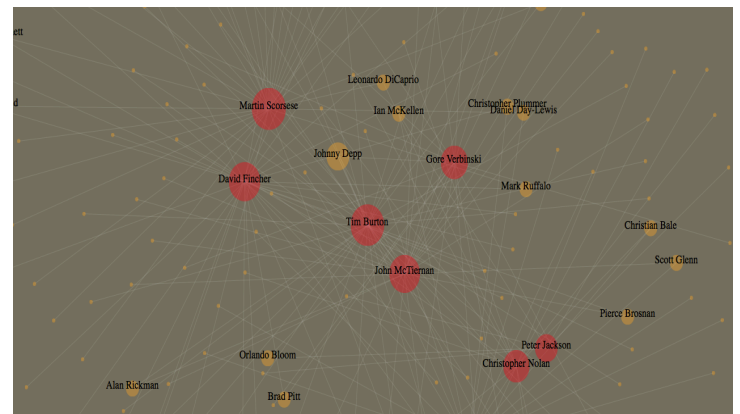 ett
Leonardo DiCaprio
d
Martin Scorsese
Ian McKellen
Christopher Plummer
Daniel Day-Lewis
Johnny Depp
Gore Verbinski
David Fincher
Mark Ruffalo
Tim Burton
Christian Bale
John McTiernan
Scott Glenn
Pierce Brosnan
Peter Jackson
Orlando Bloom
Christopher Nolan
Alan Rickman
Brad Pitt